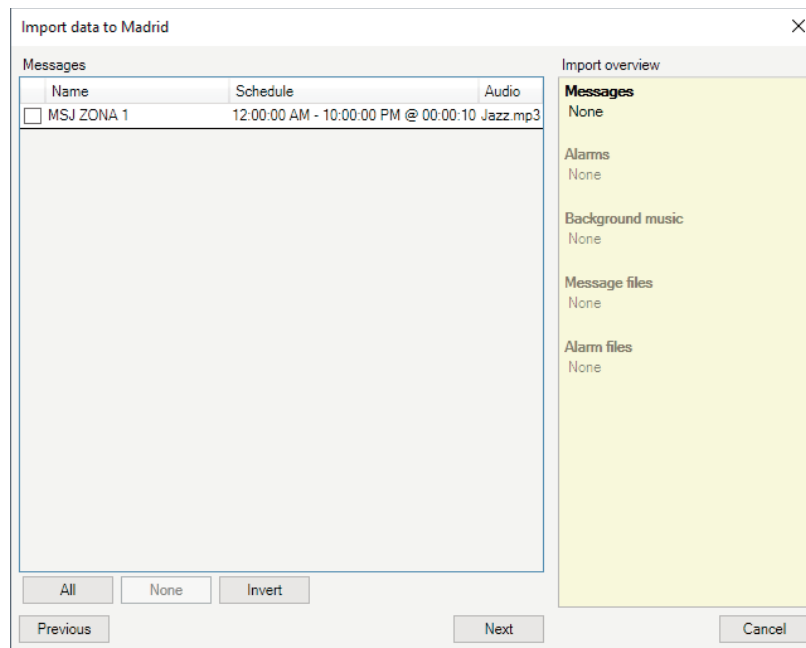 Import data to Madrid
Messages
Name Schedule Audio
MSJ ZONA 1 12:00:00 AM - 10:00:00 PM @ 00:00:10 Jazz.mp3
All None Invert
Previous Next
Import overview
Messages
None
Alarms
None
Background music
None
Message files
None
Alarm files
None
Cancel